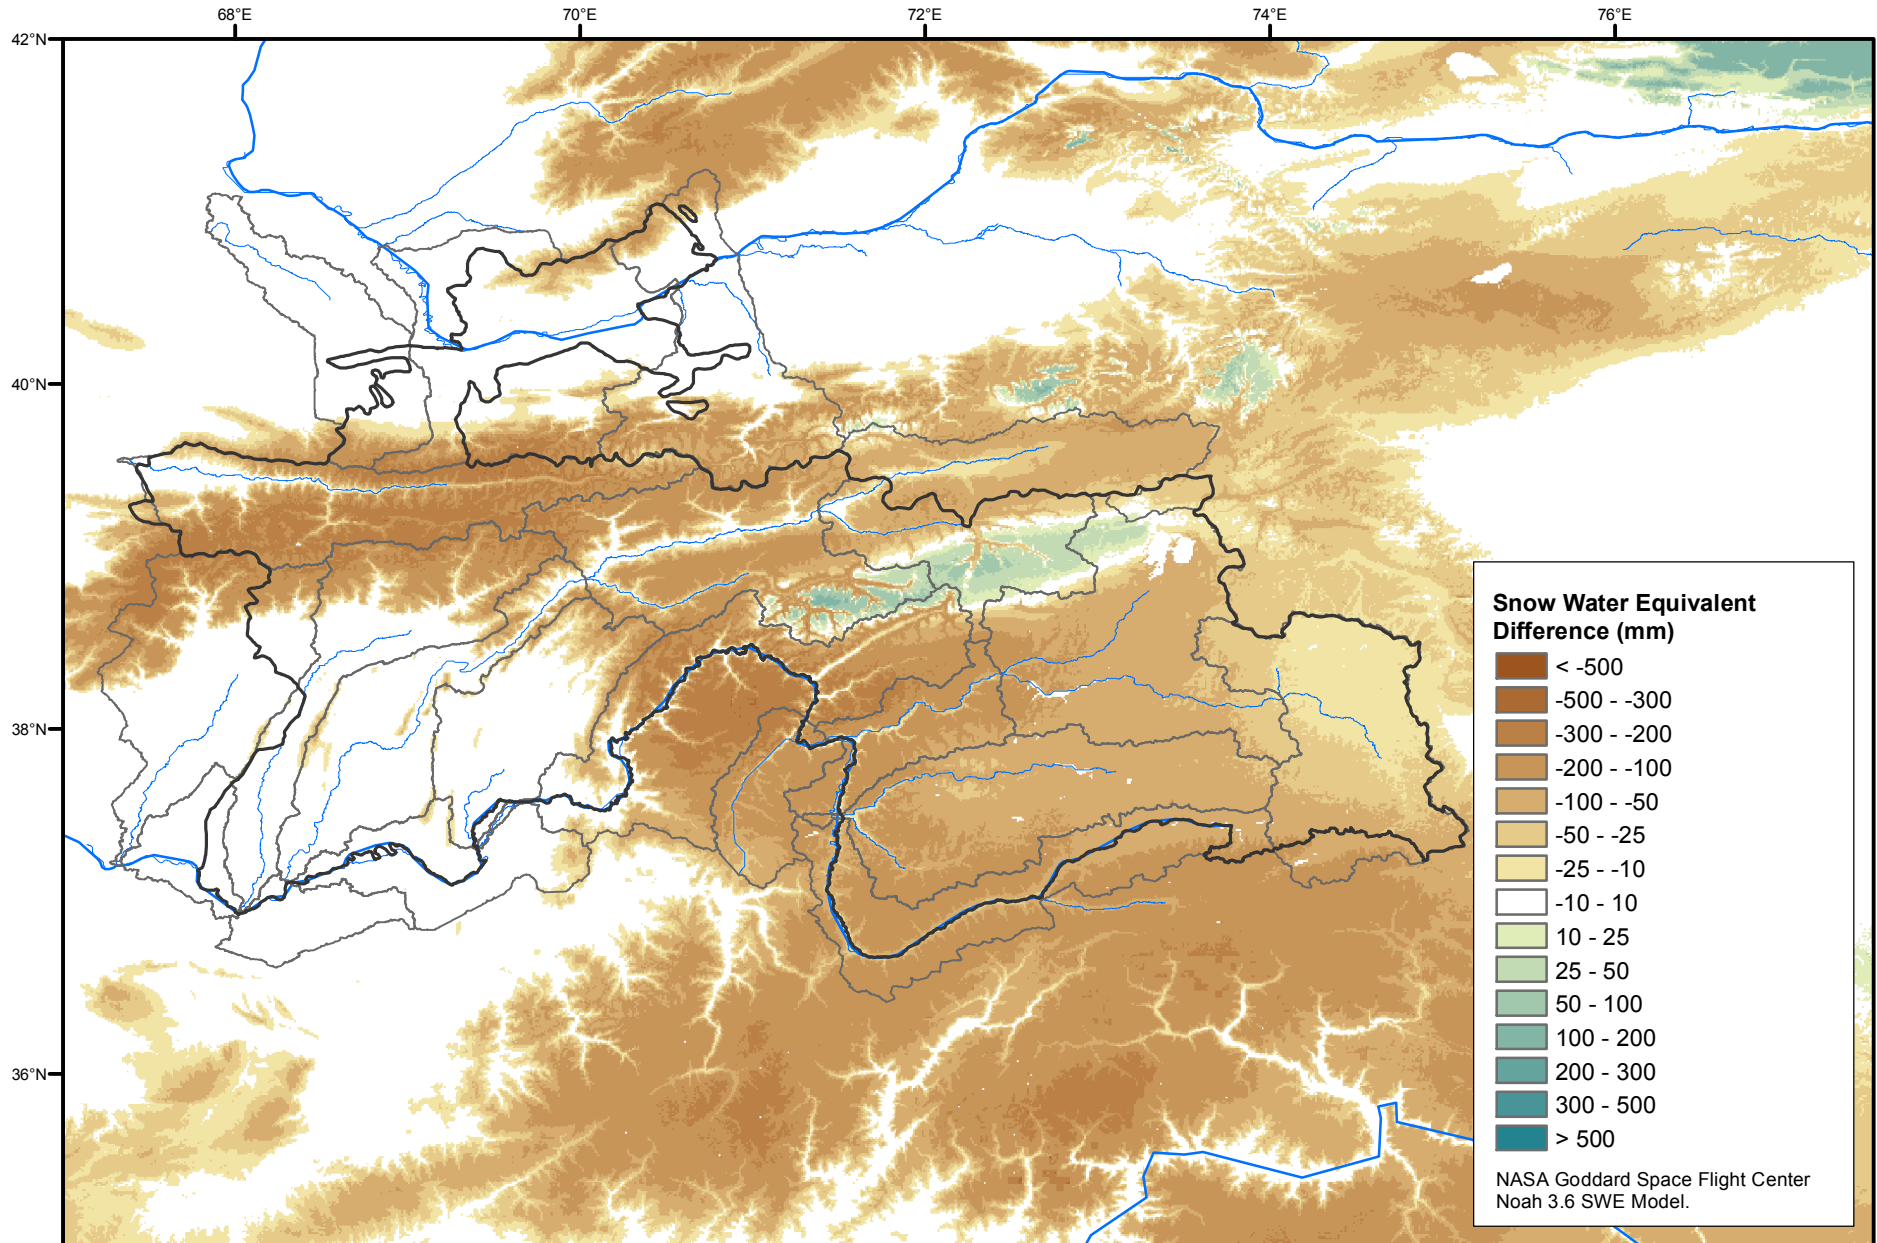 68°E
70°E
72°E
74°E
76°E
42°N
40°N
38°N
36°N
Snow Water Equivalent
Difference (mm)
< -500
-500 - -300
-300 - -200
-200 - -100
-100 - -50
-50 - -25
-25 - -10
-10 - 10
10 - 25
25 - 50
50 - 100
100 - 200
200 - 300
300 - 500
> 500
NASA Goddard Space Flight Center
Noah 3.6 SWE Model.